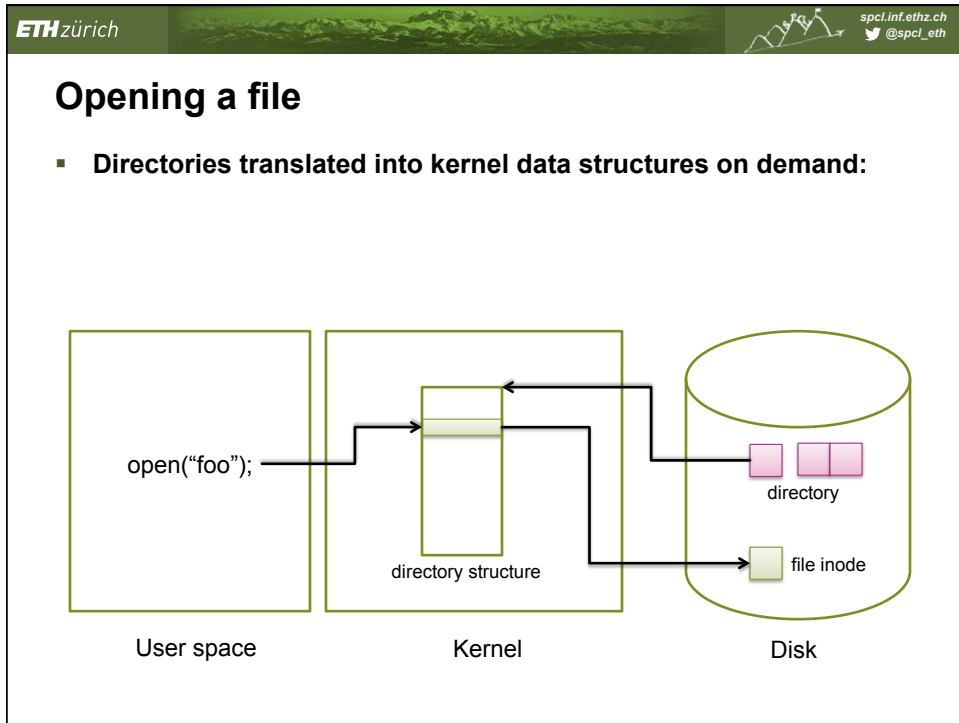 ETH zürich
spcl.inf.ethz.ch
@spcl_eth
Opening a file
▪ Directories translated into kernel data structures on demand:
open(“foo”);
directory
directory structure
file inode
User space
Kernel
Disk